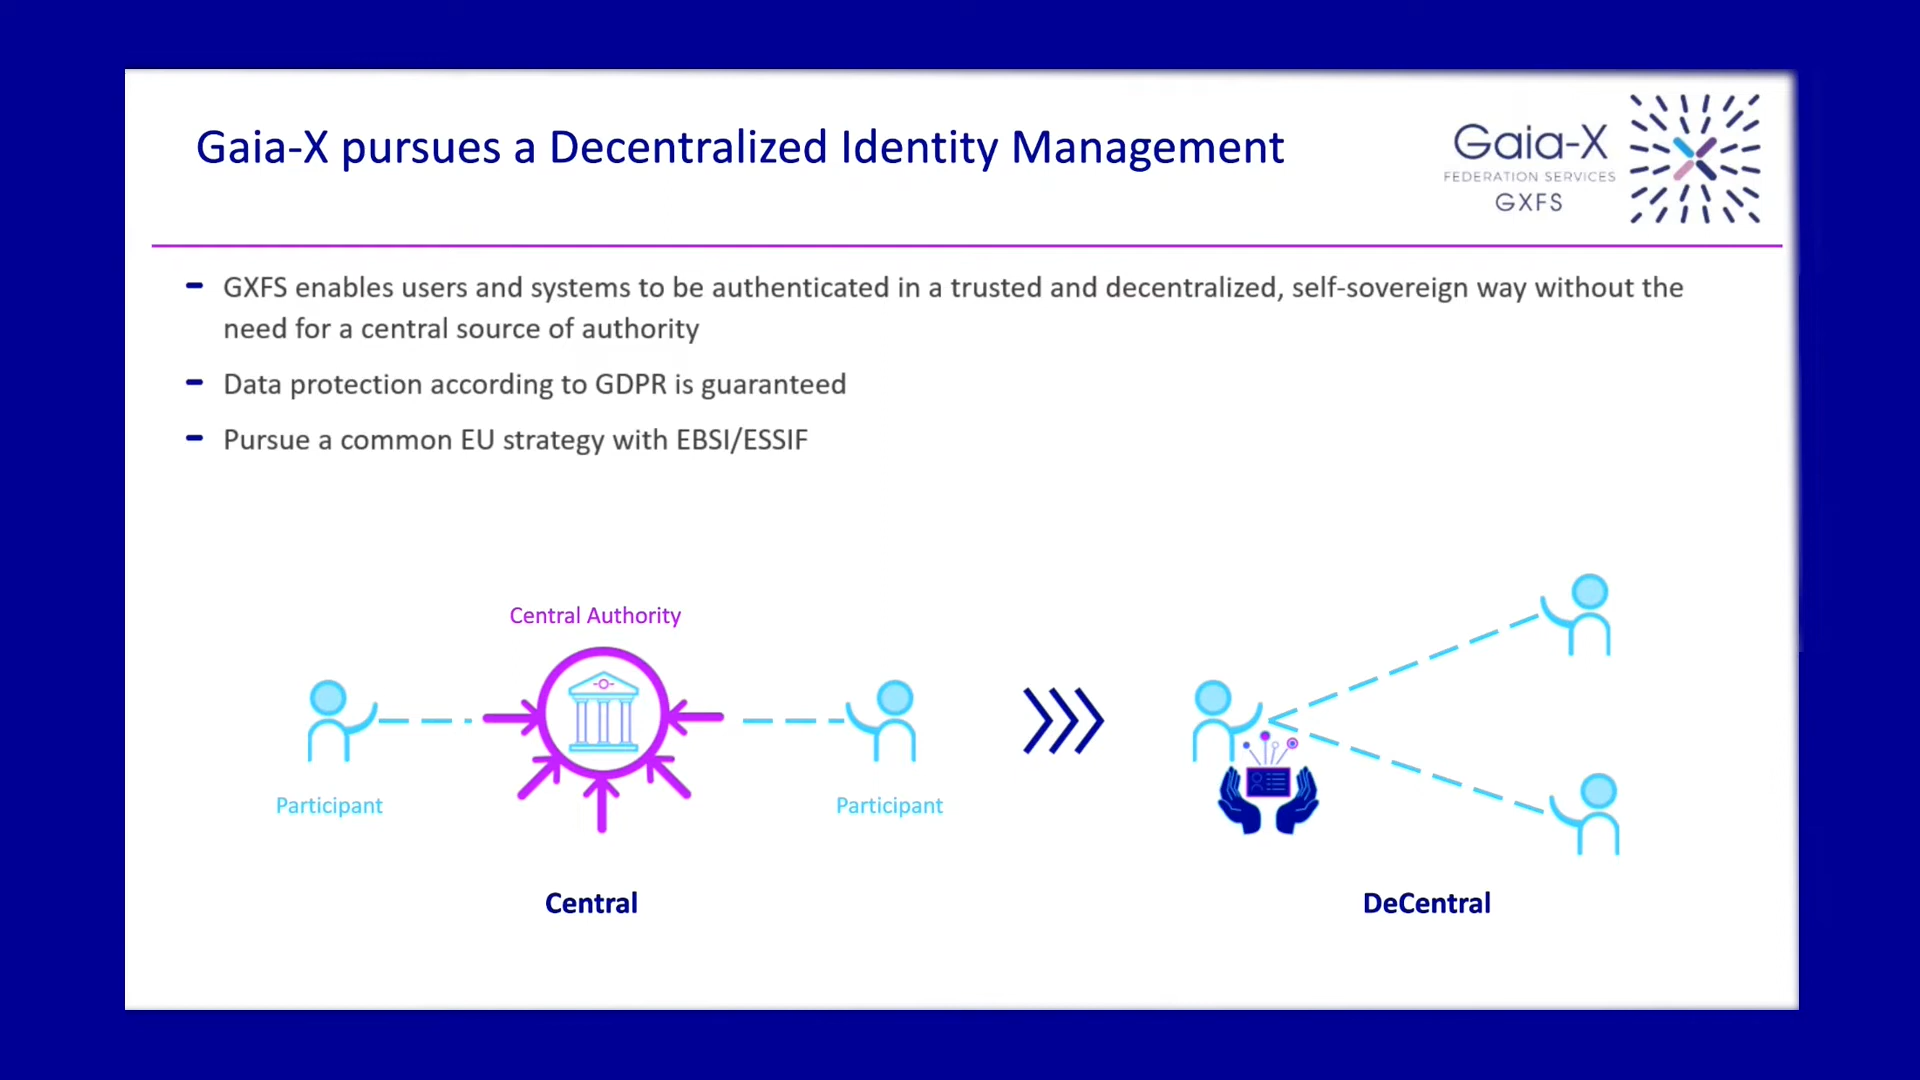 Gaia-X pursues a Decentralized Identity Management
Gaia-X
FEDERATION SERVICES
GXFS
- GXFS enables users and systems to be authenticated in a trusted and decentralized, self-sovereign way without the
need for a central source of authority
- Data protection according to GDPR is guaranteed
- Pursue a common EU strategy with EBSI/ESSIF
Central Authority
Participant
Participant
Central
DeCentral